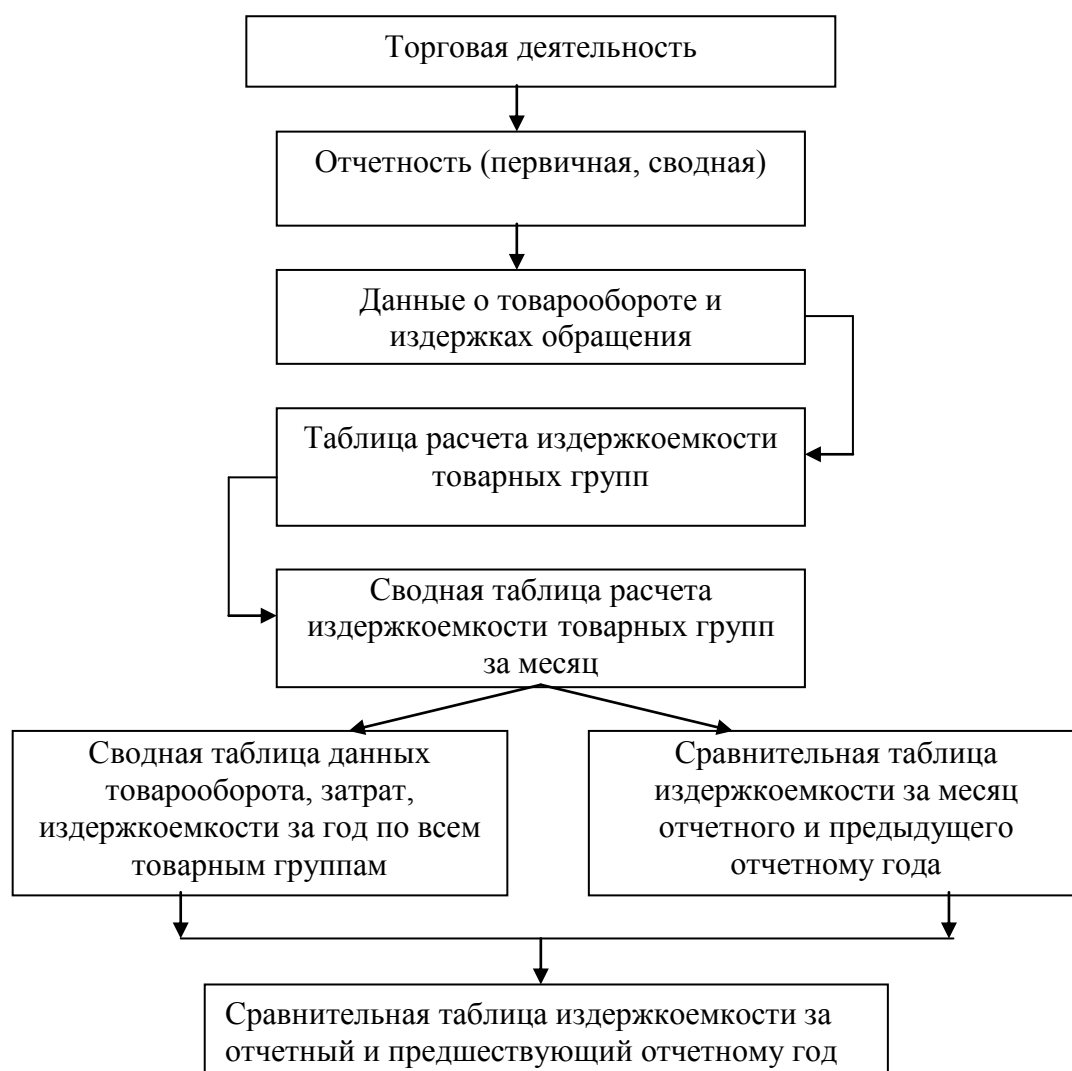 Торговая деятельность
Отчетность (первичная, сводная)
Данные о товарообороте и
издержках обращения
Таблица расчета издержкоемкости
товарных групп
Сводная таблица расчета
издержкоемкости товарных групп
за месяц
Сводная таблица данных
товарооборота, затрат,
издержкоемкости за год по всем
товарным группам
Сравнительная таблица
издержкоемкости за месяц
отчетного и предыдущего
отчетному года
Сравнительная таблица издержкоемкости за
отчетный и предшествующий отчетному год